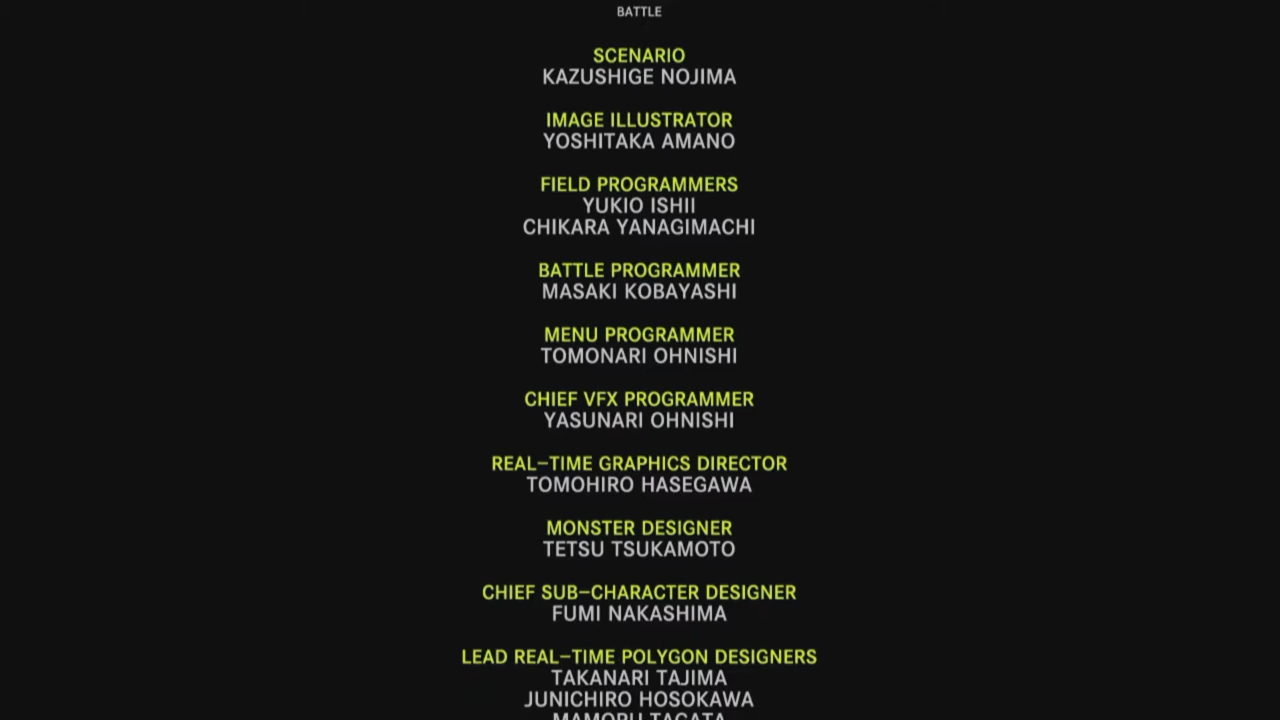 BATTLE
SCENARIO
KAZUSHIGE NOJIMA
IMAGE ILLUSTRATOR
YOSHITAKA AMANO
FIELD PROGRAMMERS
YUKIO ISHII
CHIKARA YANAGIMACHI
BATTLE PROGRAMMER
MASAKI KOBAYASHI
MENU PROGRAMMER
TOMONARI OHNISHI
CHIEF VFX PROGRAMMER
YASUNARI OHNISHI
REAL–TIME GRAPHICS DIRECTOR
TOMOHIRO HASEGAWA
MONSTER DESIGNER
TETSU TSUKAMOTO
CHIEF SUB–CHARACTER DESIGNER
FUMI NAKASHIMA
LEAD REAL–TIME POLYGON DESIGNERS
TAKANARI TAJIMA
JUNICHIRO HOSOKAWA
MAMORU TAGATA